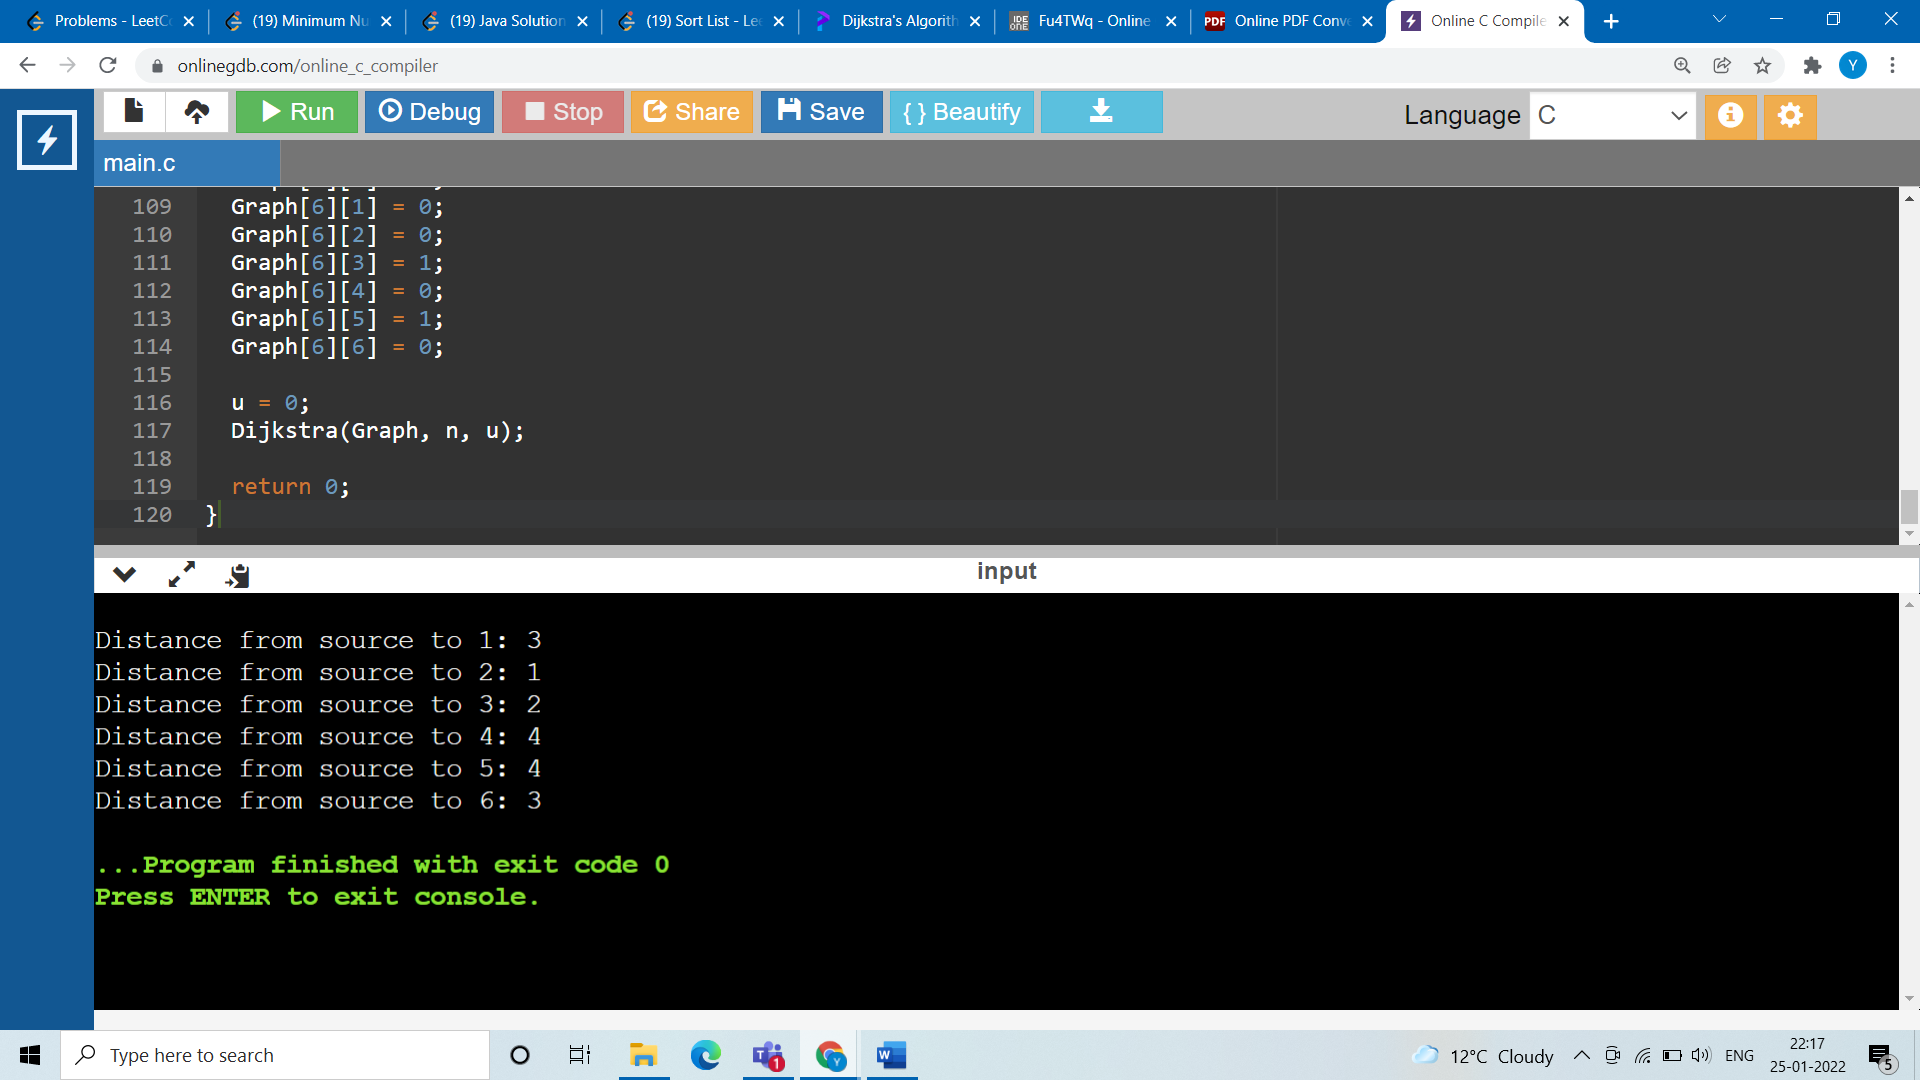 Problems - LeetC
(19) Minimum Nu
(19) Java Solution
(19) Sort List - Le
Dijkstra's Algorith
Fu4TWq - Online
PDF Online PDF Conve
Online C Compile
onlinegdb.com/online_c_compiler
Y
Run
Debug
Stop
Share
Save
{ } Beautify
Language C
main.c
109 Graph[6][1] = 0;
110 Graph[6][2] = 0;
111 Graph[6][3] = 1;
112 Graph[6][4] = 0;
113 Graph[6][5] = 1;
114 Graph[6][6] = 0;
115
116 u = 0;
117 Dijkstra(Graph, n, u);
118
119 return 0;
120 }
input
Distance from source to 1: 3
Distance from source to 2: 1
Distance from source to 3: 2
Distance from source to 4: 4
Distance from source to 5: 4
Distance from source to 6: 3
...Program finished with exit code 0
Press ENTER to exit console.
Type here to search
1
12°C Cloudy
ENG
22:17
25-01-2022
5